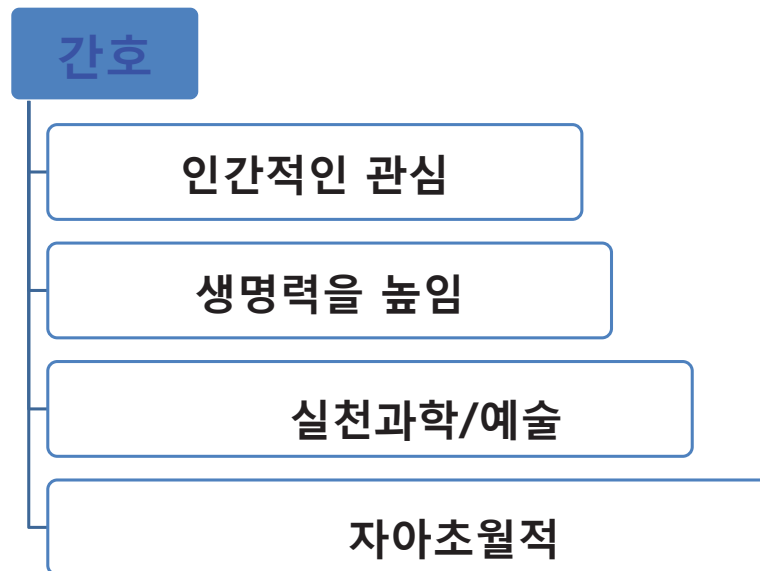 간호
인간적인 관심
생명력을 높임
실천과학/예술
자아초월적